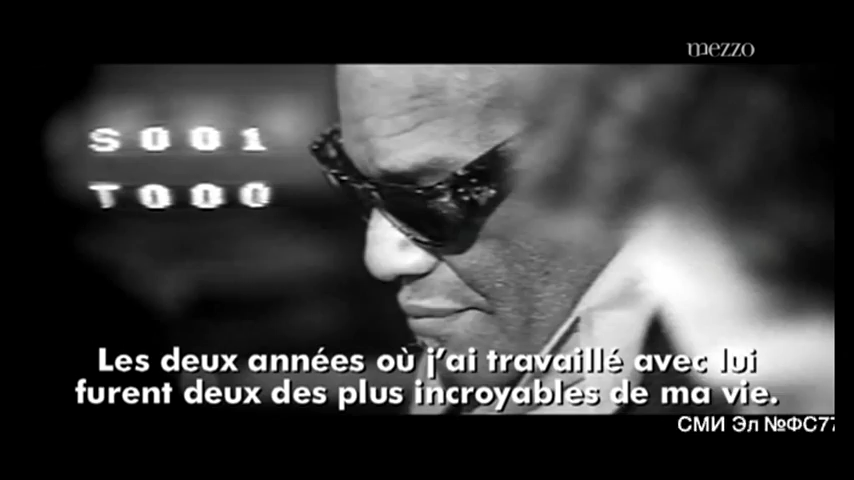 mezzo
S001
T000
Les deux années où j'ai travaillé avec lui
furent deux des plus incroyables de ma vie.
СМИ Эл №ФС77